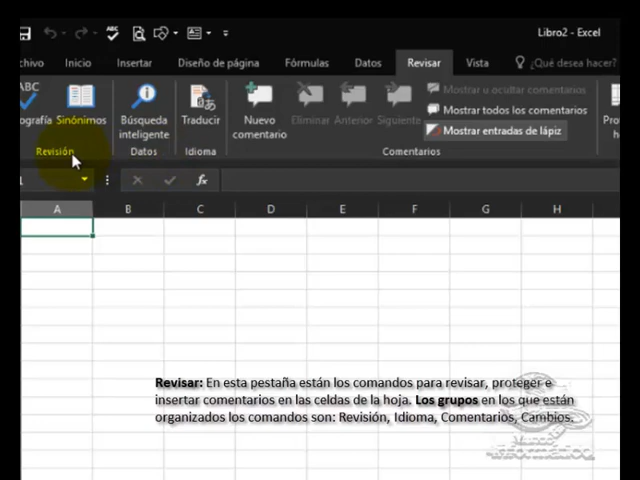 Libro2 - Excel
chivo Inicio Insertar Diseño de página Fórmulas Datos Revisar Vista ¿Qué desea hacer?
ABC
ografía Sinónimos Búsqueda inteligente Traducir Nuevo comentario Eliminar Anterior Siguiente
Mostrar u ocultar comentarios
Mostrar todos los comentarios
Mostrar entradas de lápiz
Revisión Datos Idioma Comentarios
fx
A B C D E F G H
Revisar: En esta pestaña están los comandos para revisar, proteger e
insertar comentarios en las celdas de la hoja. Los grupos en los que están
organizados los comandos son: Revisión, Idioma, Comentarios, Cambios.